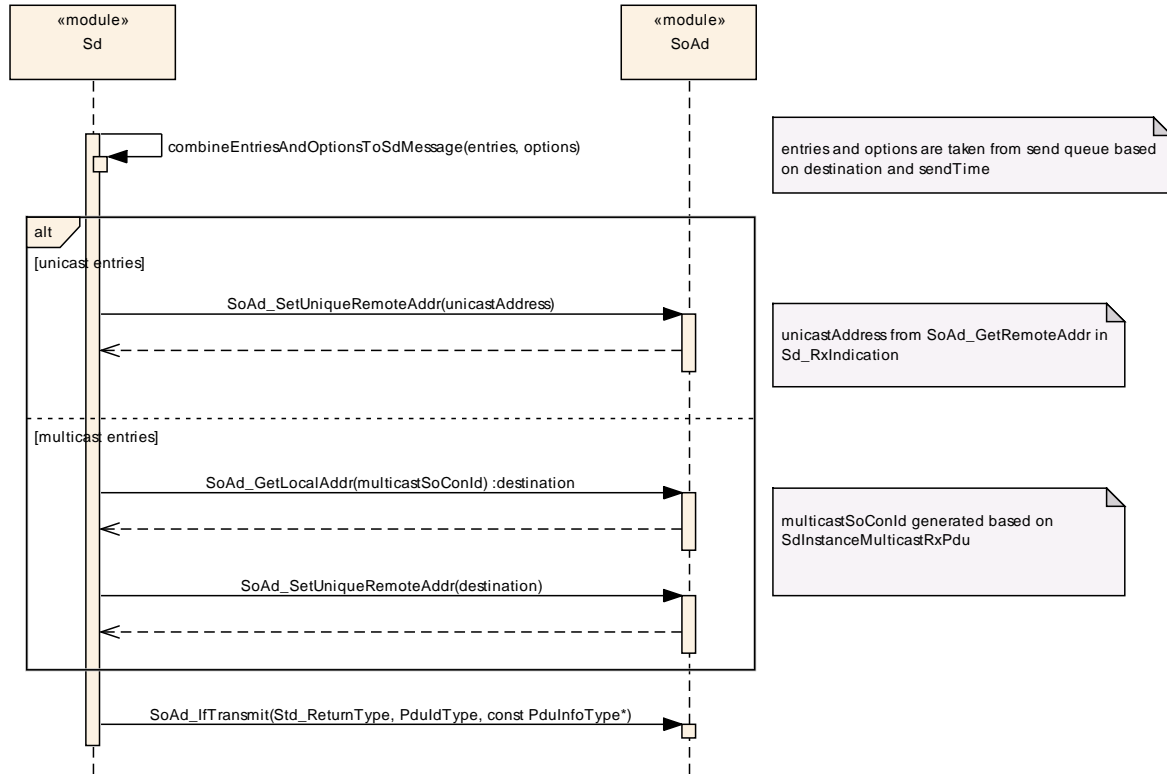 «module»
Sd
«module»
SoAd
combineEntriesAndOptionsToSdMessage(entries, options)
entries and options are taken from send queue based
on destination and sendTime
alt
[unicast entries]
SoAd_SetUniqueRemoteAddr(unicastAddress)
unicastAddress from SoAd_GetRemoteAddr in
Sd_RxIndication
[multicast entries]
SoAd_GetLocalAddr(multicastSoConId) :destination
multicastSoConId generated based on
SdInstanceMulticastRxPdu
SoAd_SetUniqueRemoteAddr(destination)
SoAd_IfTransmit(Std_ReturnType, PduIdType, const PduInfoType*)